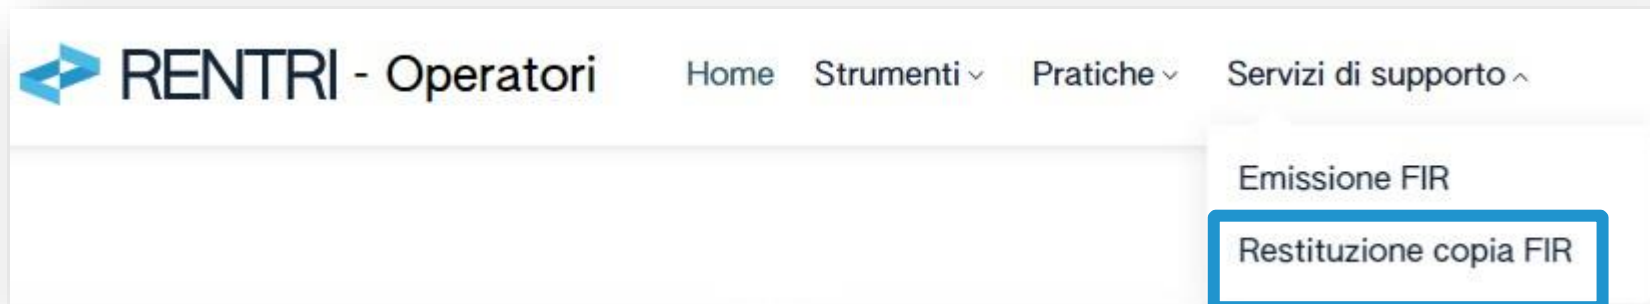 RENTRI - Operatori Home Strumenti Pratiche Servizi di supporto
Emissione FIR
Restituzione copia FIR